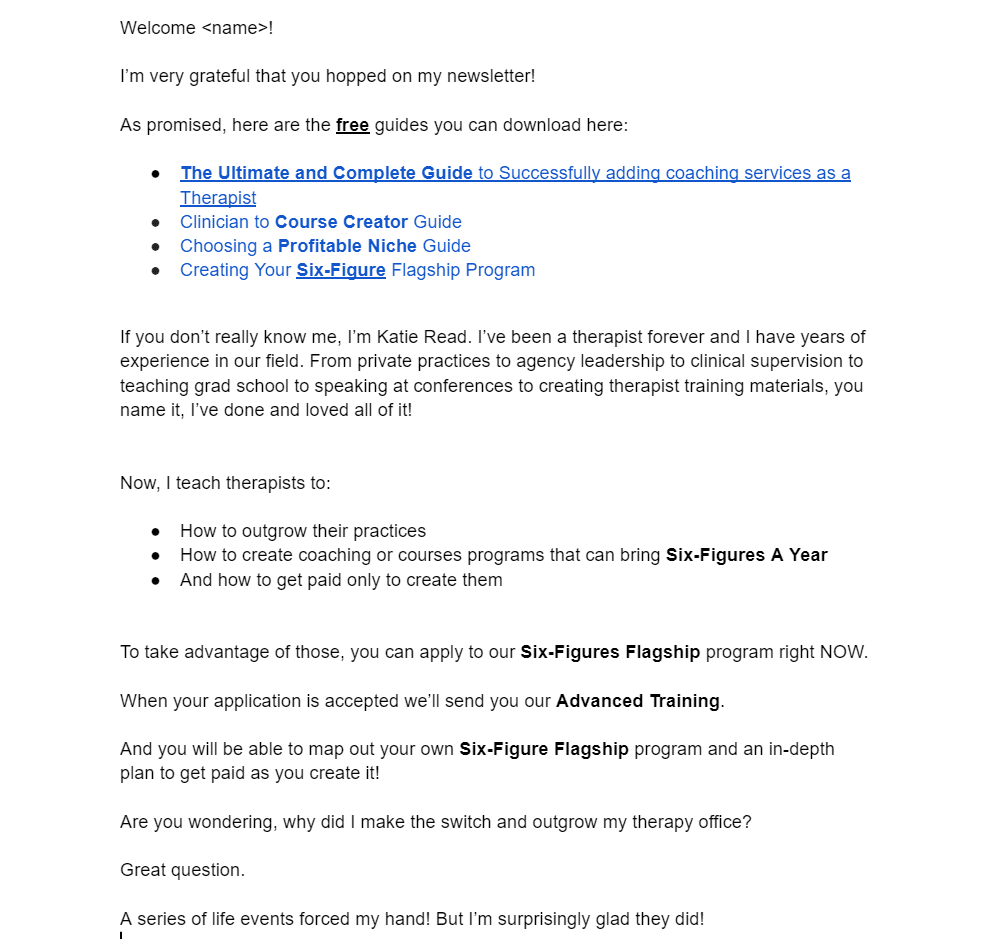 Welcome <name>!
I’m very grateful that you hopped on my newsletter!
As promised, here are the free guides you can download here:
● The Ultimate and Complete Guide to Successfully adding coaching services as a
Therapist
● Clinician to Course Creator Guide
● Choosing a Profitable Niche Guide
● Creating Your Six-Figure Flagship Program
If you don’t really know me, I’m Katie Read. I’ve been a therapist forever and I have years of
experience in our field. From private practices to agency leadership to clinical supervision to
teaching grad school to speaking at conferences to creating therapist training materials, you
name it, I’ve done and loved all of it!
Now, I teach therapists to:
● How to outgrow their practices
● How to create coaching or courses programs that can bring Six-Figures A Year
● And how to get paid only to create them
To take advantage of those, you can apply to our Six-Figures Flagship program right NOW.
When your application is accepted we’ll send you our Advanced Training.
And you will be able to map out your own Six-Figure Flagship program and an in-depth
plan to get paid as you create it!
Are you wondering, why did I make the switch and outgrow my therapy office?
Great question.
A series of life events forced my hand! But I’m surprisingly glad they did!